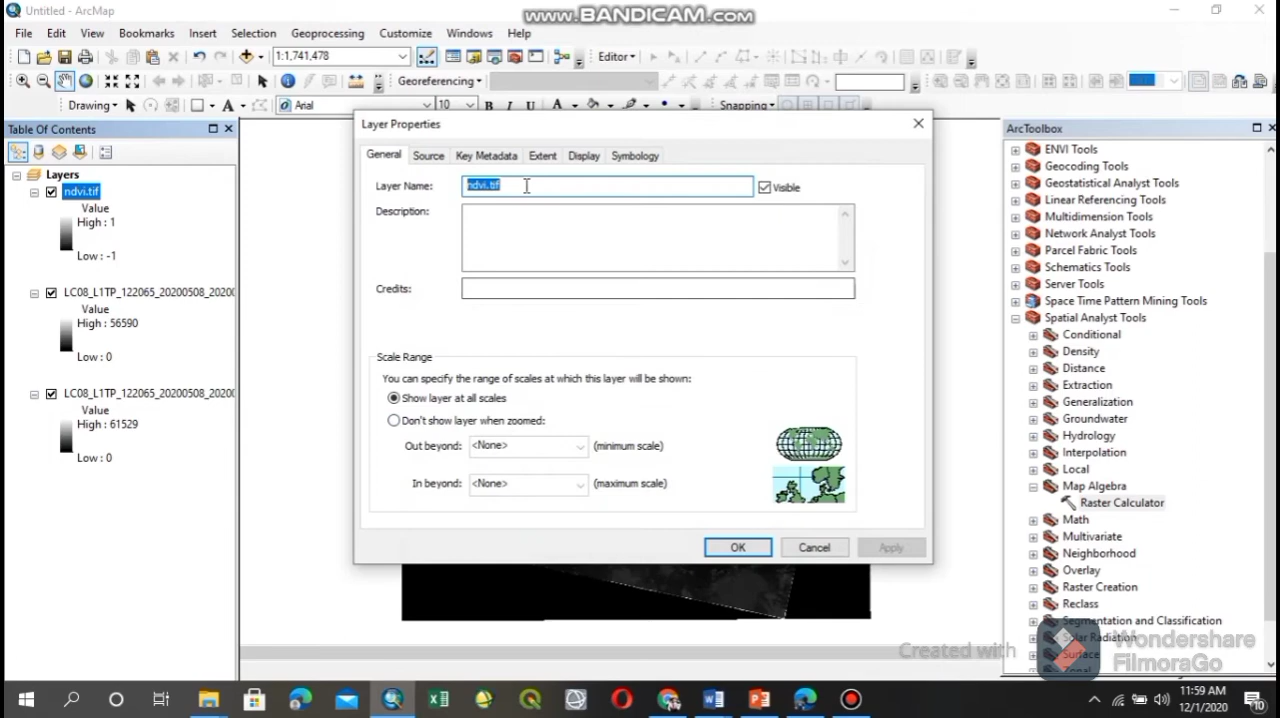 Untitled - ArcMap
www.BANDICAM.com
File Edit View Bookmarks Insert Selection Geoprocessing Customize Windows Help
1:1,741,478
Editor
Georeferencing
Drawing
Arial
10
B I U A
Snapping
Table Of Contents
Layers
ndvi.tif
Value
High : 1
Low : -1
LC08_L1TP_122065_20200508_2020
Value
High : 56590
Low : 0
LC08_L1TP_122065_20200508_2020
Value
High : 61529
Low : 0
Layer Properties
General Source Key Metadata Extent Display Symbology
Layer Name: ndvi.tif Visible
Description:
Credits:
Scale Range
You can specify the range of scales at which this layer will be shown:
Show layer at all scales
Don't show layer when zoomed:
Out beyond: <None> (minimum scale)
In beyond: <None> (maximum scale)
OK Cancel Apply
ArcToolbox
ENVI Tools
Geocoding Tools
Geostatistical Analyst Tools
Linear Referencing Tools
Multidimension Tools
Network Analyst Tools
Parcel Fabric Tools
Schematics Tools
Server Tools
Space Time Pattern Mining Tools
Spatial Analyst Tools
Conditional
Density
Distance
Extraction
Generalization
Groundwater
Hydrology
Interpolation
Local
Map Algebra
Raster Calculator
Math
Multivariate
Neighborhood
Overlay
Raster Creation
Reclass
Segmentation and Classification
Solar Radiation
Surface
Zonal
Created with Wondershare FilmoraGo
11:59 AM
12/1/2020
10